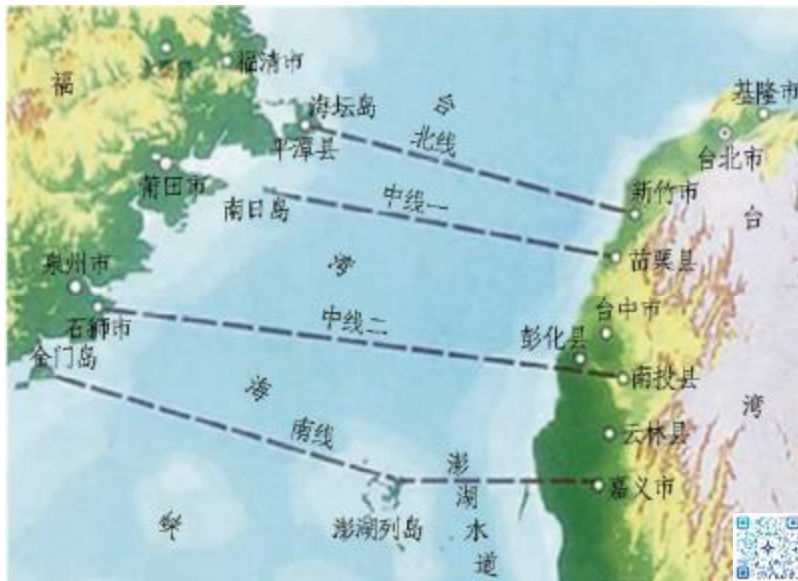 福
福清市
海坛岛
平潭县
台
北线
基隆市
台北市
莆田市
南日岛
中线一
新竹市
台
湾
苗栗县
泉州市
石狮市
中线二
台中市
彭化县
南投县
金门岛
海
南线
云林县
澎湖水道
嘉义市
澎湖列岛